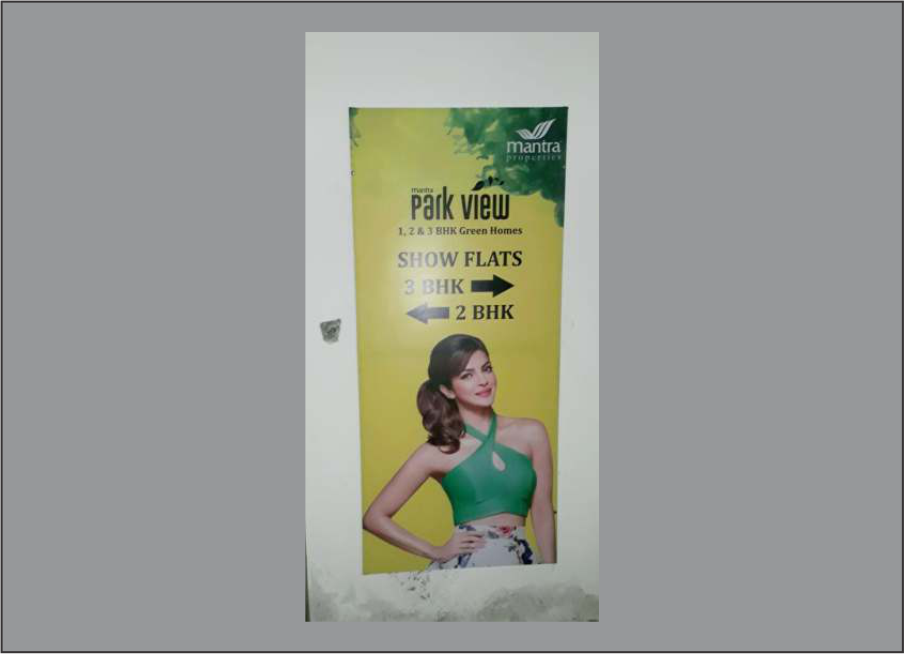 mantra
properties
mantra
park view
1, 2 & 3 BHK Green Homes
SHOW FLATS
3 BHK
2 BHK